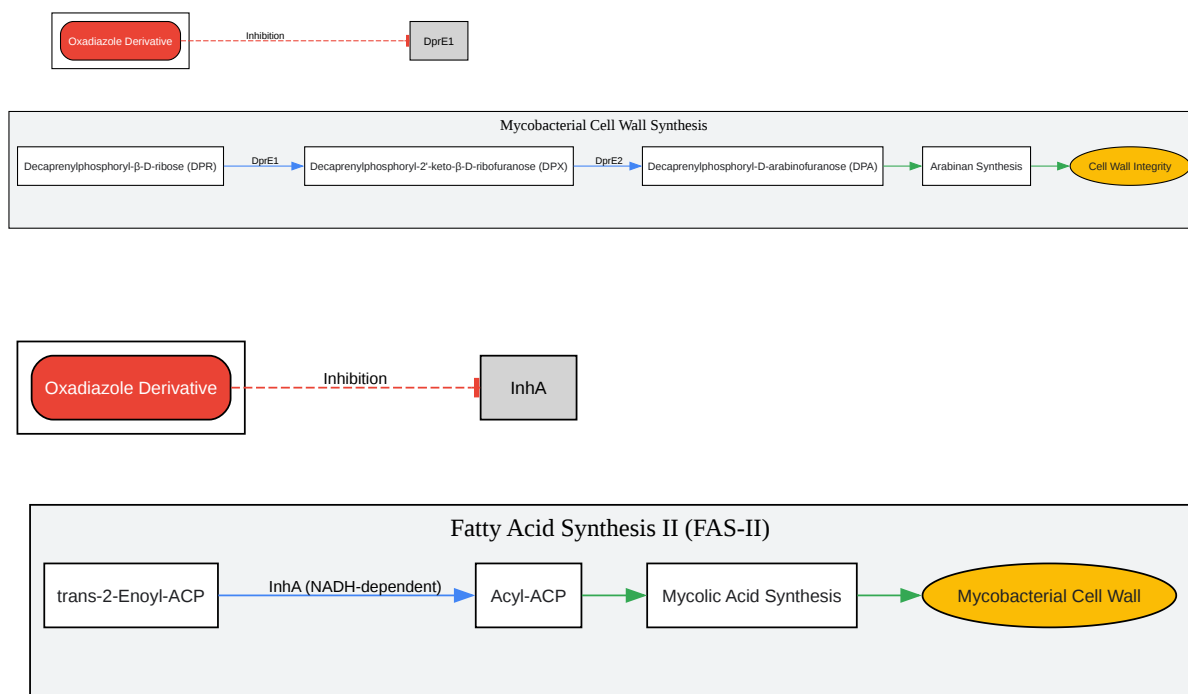 Oxadiazole Derivative
Inhibition
DprE1
Mycobacterial Cell Wall Synthesis
Decaprenylphosphoryl-β-D-ribose (DPR)
DprE1
Decaprenylphosphoryl-2'-keto-β-D-ribofuranose (DPX)
DprE2
Decaprenylphosphoryl-D-arabinofuranose (DPA)
Arabinan Synthesis
Cell Wall Integrity
Oxadiazole Derivative
Inhibition
InhA
Fatty Acid Synthesis II (FAS-II)
trans-2-Enoyl-ACP
InhA (NADH-dependent)
Acyl-ACP
Mycolic Acid Synthesis
Mycobacterial Cell Wall